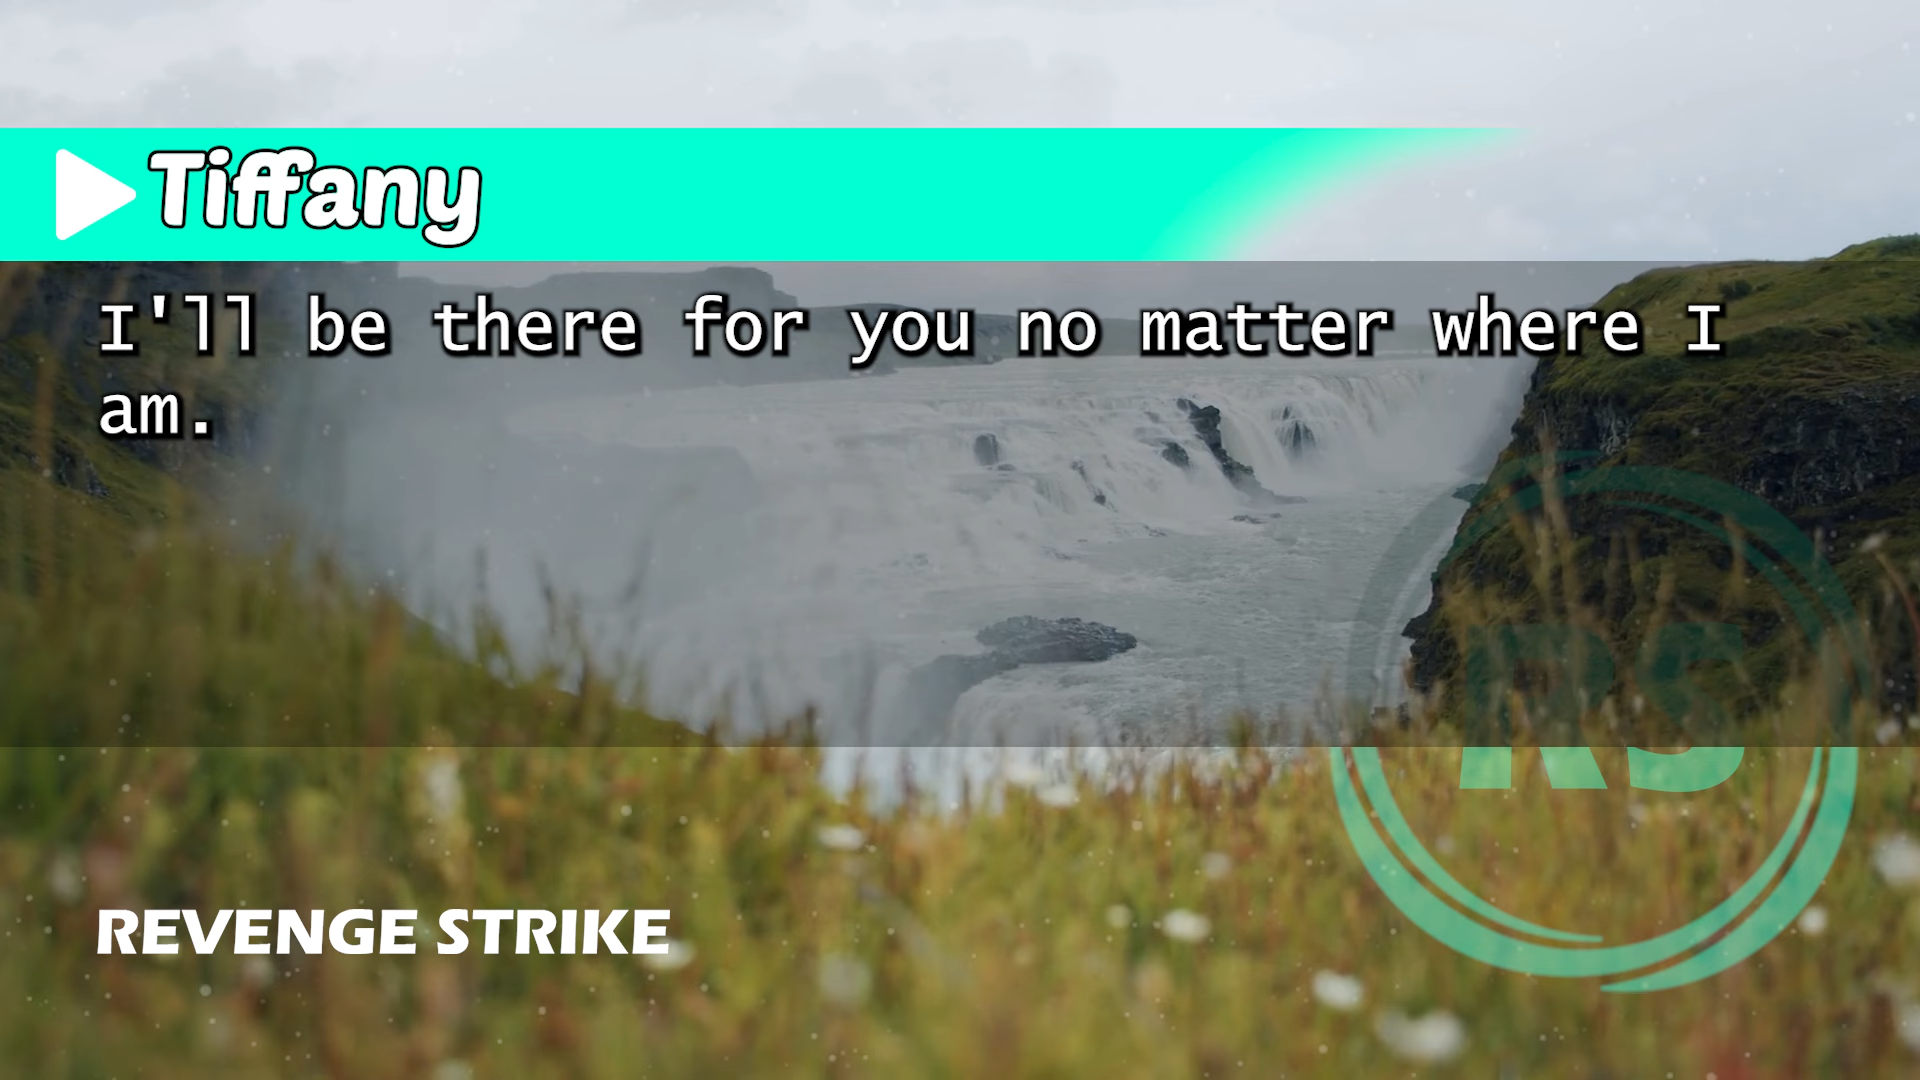 Tiffany
I'll be there for you no matter where I
am.
RS
REVENGE STRIKE